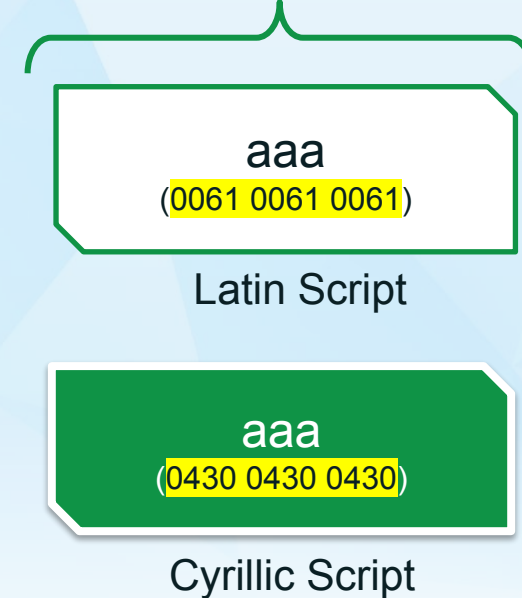 aaa
(0061 0061 0061)
Latin Script
ааа
(0430 0430 0430)
Cyrillic Script